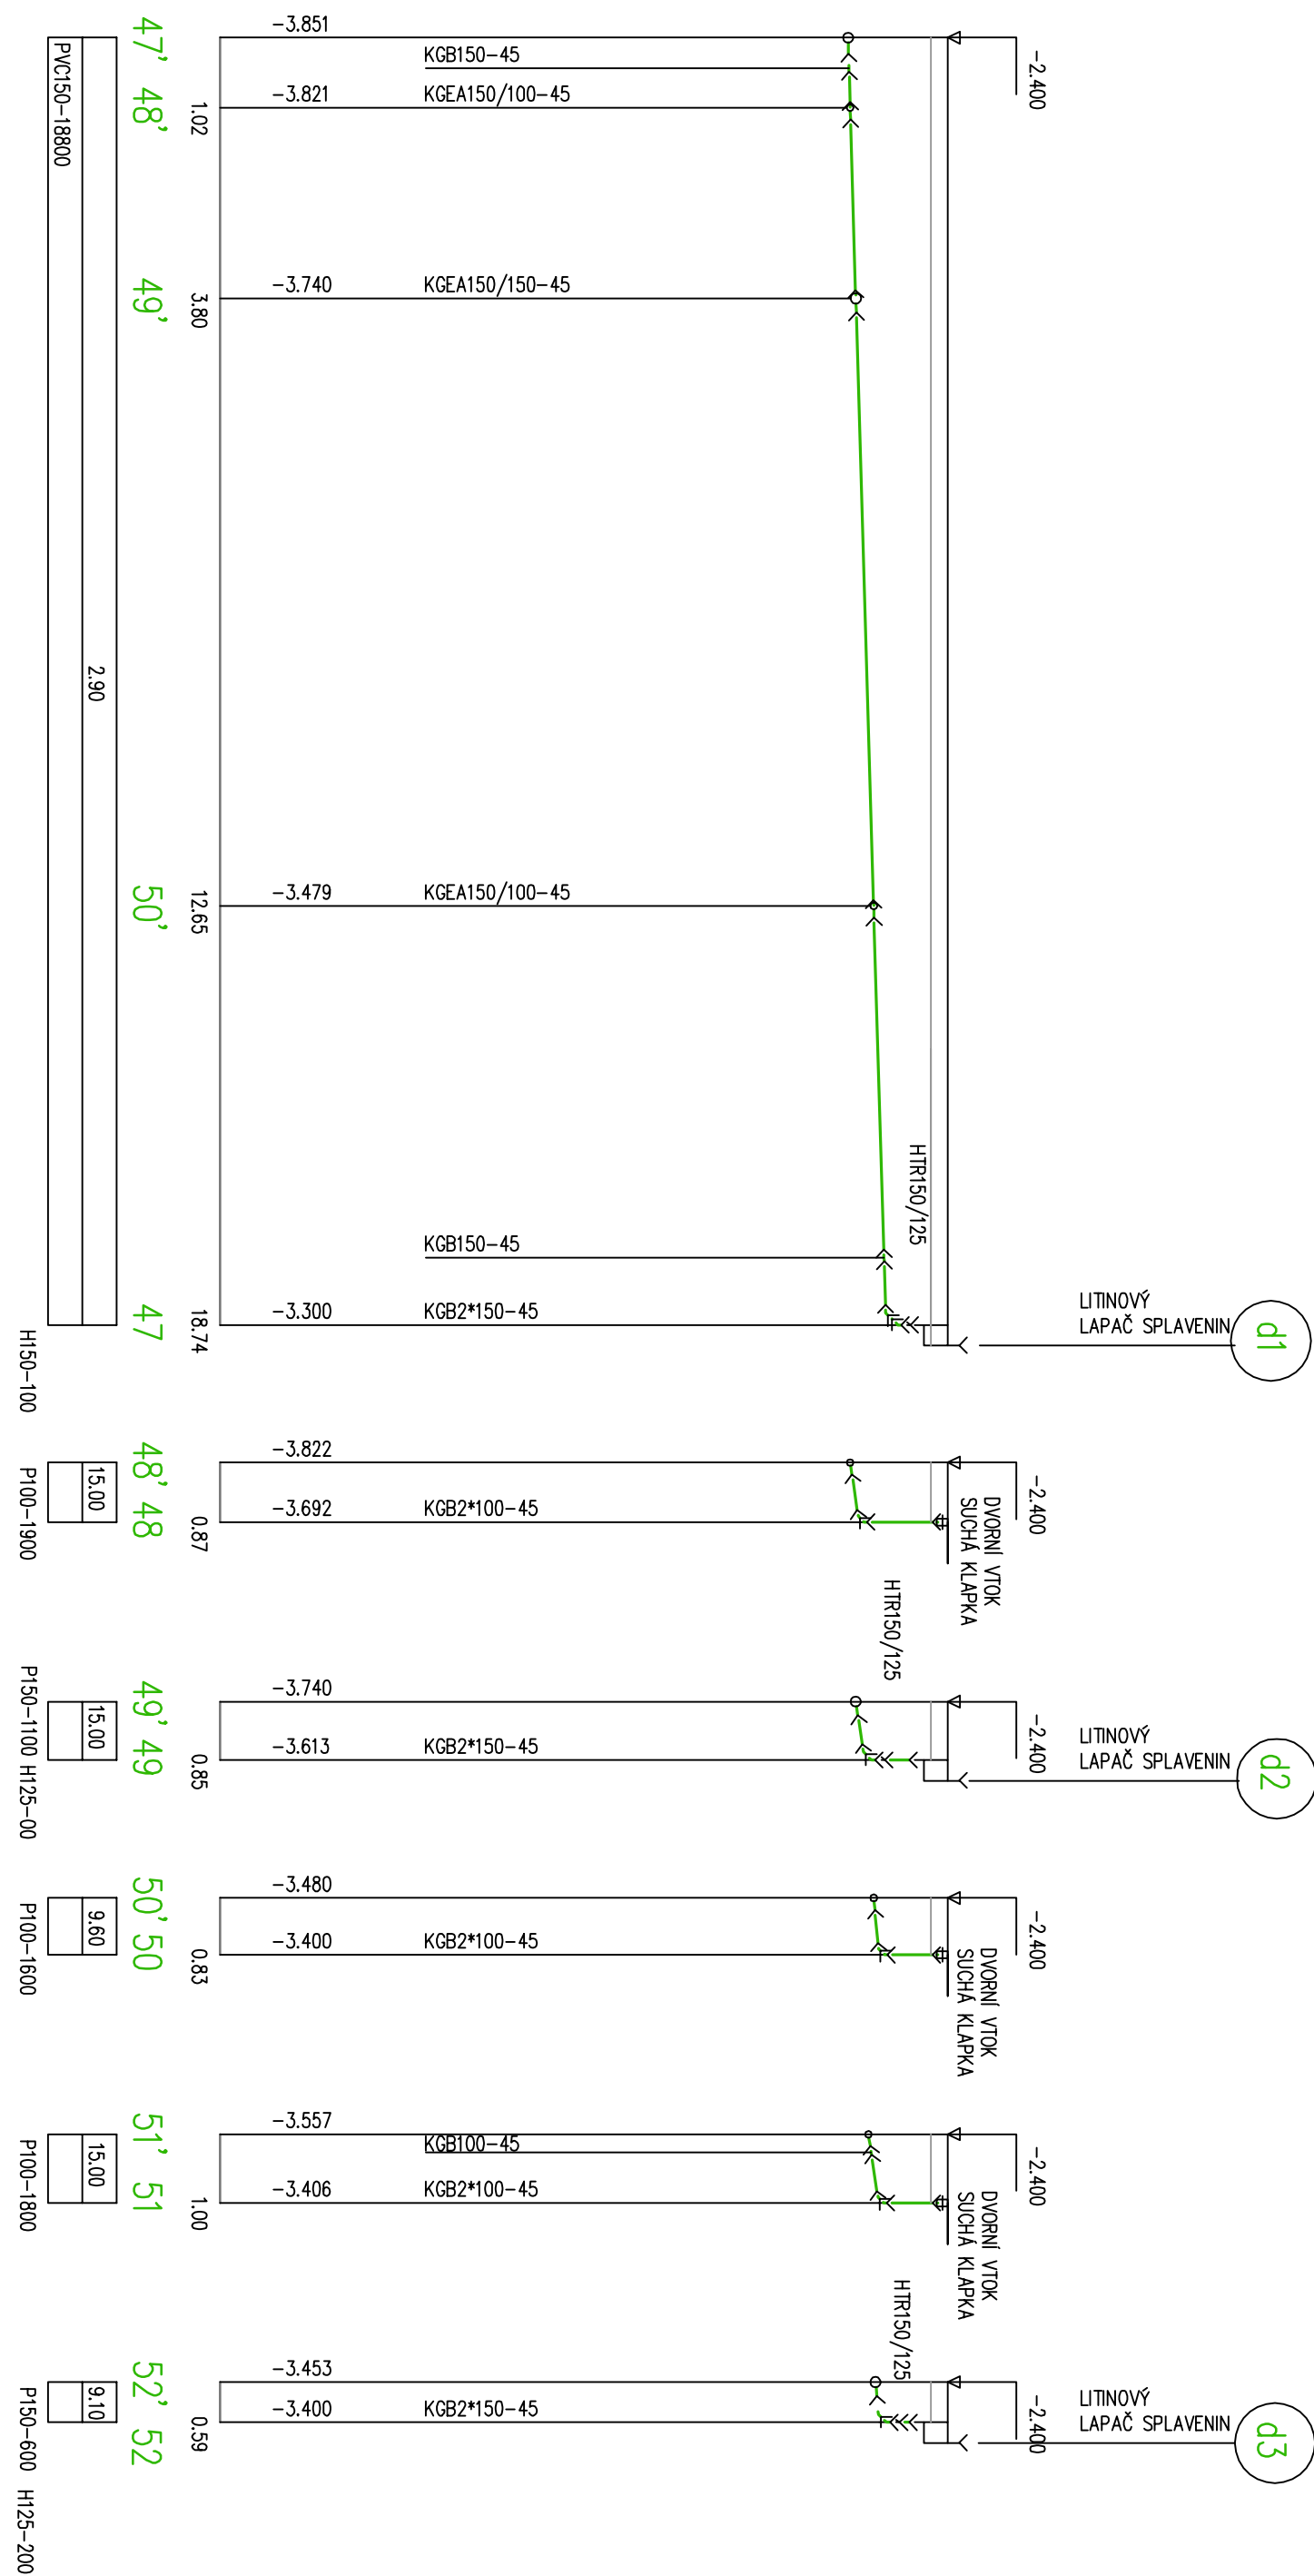 -3.851
-2.400
KGB150-45
47'
-3.821
KGEA150/100-45
48'
1.02
PVC150-18800
-3.740
KGEA150/150-45
49'
3.80
2.90
-3.479
KGEA150/100-45
50'
12.65
HTR150/125
KGB150-45
-3.300
KGB2*150-45
47
18.74
H150-100
LITINOVÝ
LAPAČ SPLAVENIN
d1
-3.822
-2.400
48'
15.00
P100-1900
-3.692
KGB2*100-45
48
0.87
DVORNÍ VTOK
SUCHÁ KLAPKA
HTR150/125
-3.740
-2.400
49'
15.00
P150-1100
H125-00
-3.613
KGB2*150-45
49
0.85
LITINOVÝ
LAPAČ SPLAVENIN
d2
-3.480
-2.400
50'
9.60
P100-1600
-3.400
KGB2*100-45
50
0.83
DVORNÍ VTOK
SUCHÁ KLAPKA
-3.557
-2.400
KGB100-45
51'
15.00
P100-1800
-3.406
KGB2*100-45
51
1.00
DVORNÍ VTOK
SUCHÁ KLAPKA
HTR150/125
-3.453
-2.400
52'
9.10
P150-600
H125-200
-3.400
KGB2*150-45
52
0.59
LITINOVÝ
LAPAČ SPLAVENIN
d3